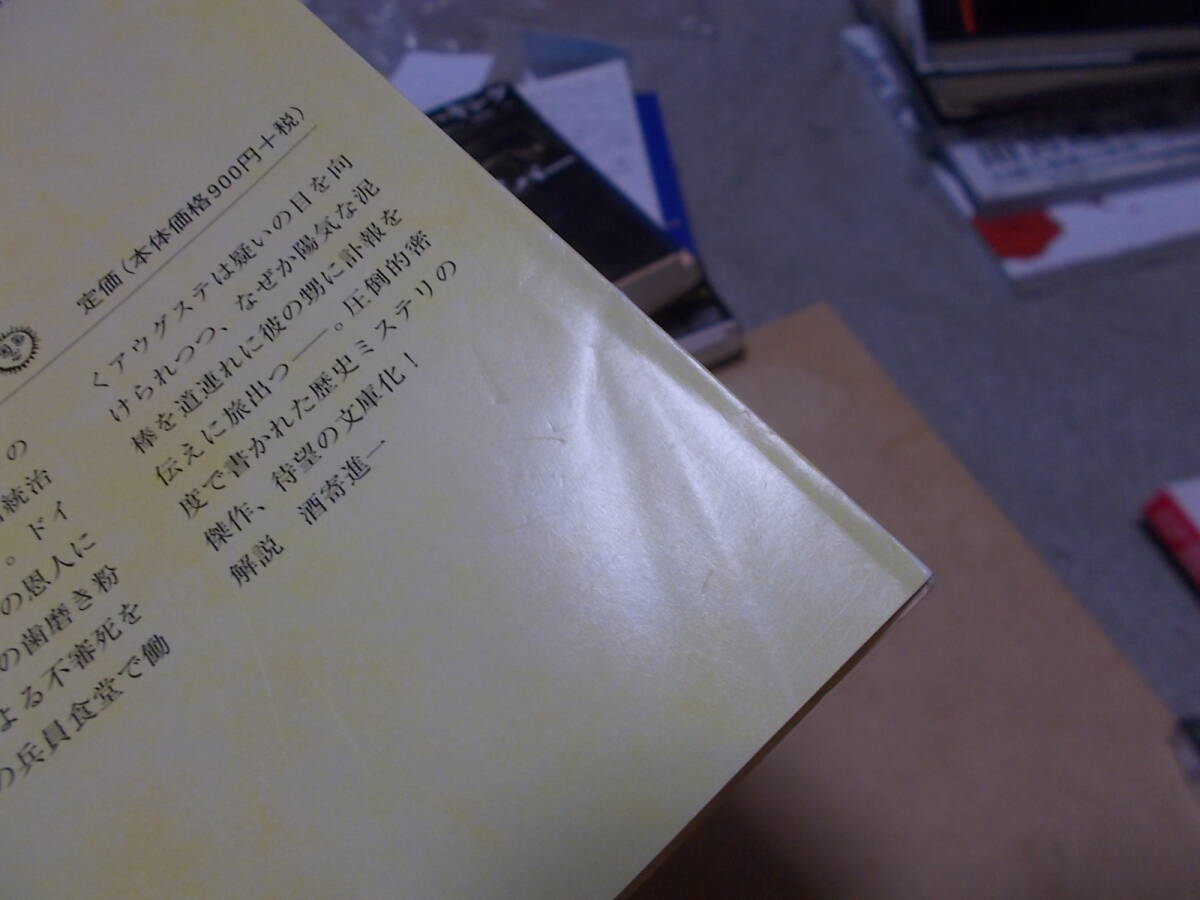 定価(本体価格900円+税)
の
統治
。ドイ
の恩人に
の歯磨き粉
よる不審死を
の兵員食堂で働
くアウグステは疑いの目を向
けられつつ、なぜか陽気な泥
棒を道連れに彼の甥に訃報を
伝えに旅出つ――。圧倒的密
度で書かれた歴史ミステリの
傑作、待望の文庫化!
解説 酒寄進一